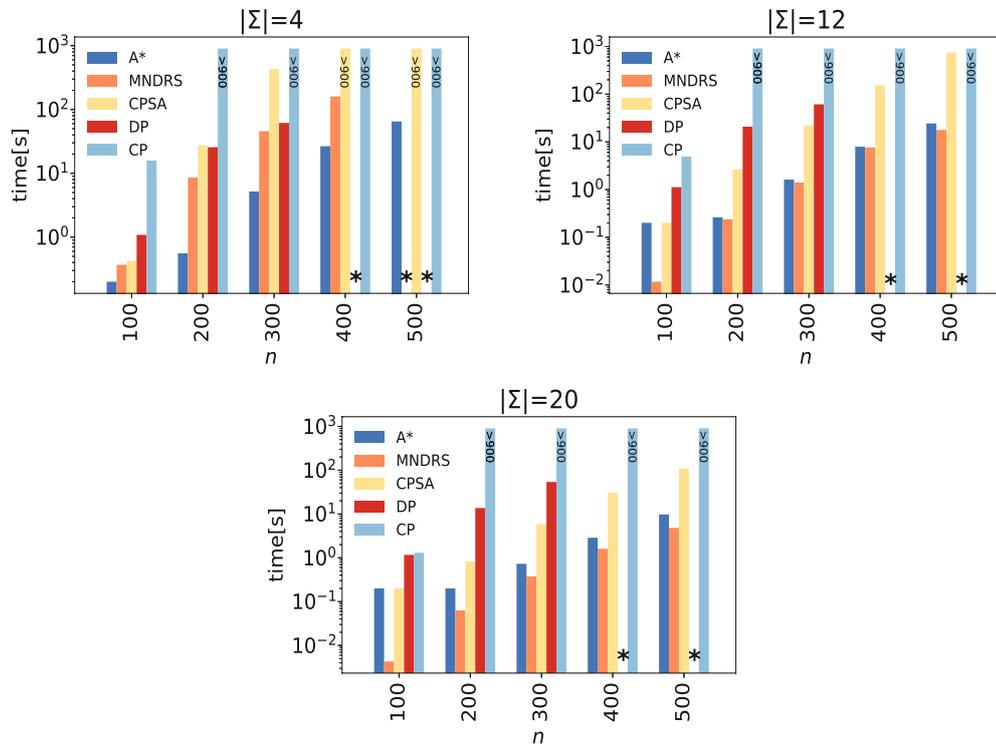 |Σ|=4
10³
10²
10¹
10⁰
time[s]
A*
MNDRS
CPSA
DP
CP
>900
>900
>900
>900
>900
>900
*
*
*
100
200
300
400
500
n
|Σ|=12
10³
10²
10¹
10⁰
10⁻¹
10⁻²
time[s]
A*
MNDRS
CPSA
DP
CP
>900
>900
>900
>900
*
*
100
200
300
400
500
n
|Σ|=20
10³
10²
10¹
10⁰
10⁻¹
10⁻²
time[s]
A*
MNDRS
CPSA
DP
CP
>900
>900
>900
>900
*
*
100
200
300
400
500
n